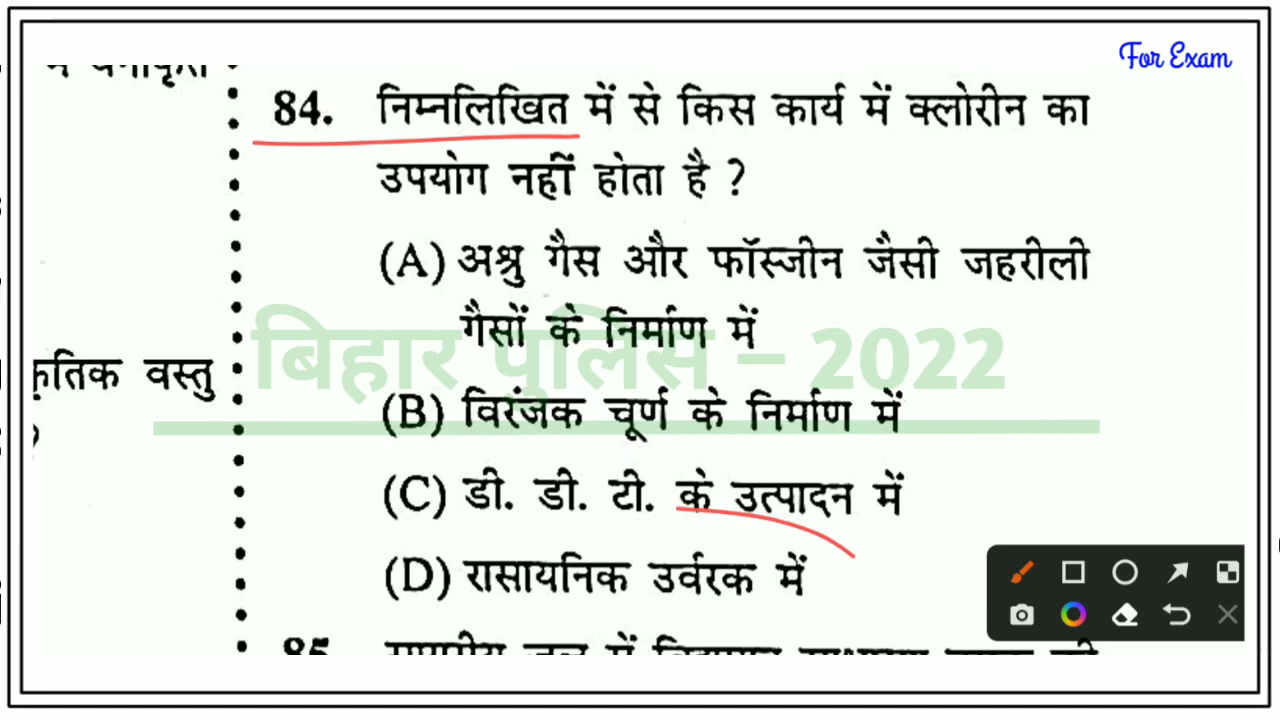 For Exam
84. निम्नलिखित में से किस कार्य में क्लोरीन का
उपयोग नहीं होता है ?
(A) अश्रु गैस और फॉस्जीन जैसी जहरीली
गैसों के निर्माण में
बिहार पुलिस – 2022
कृतिक वस्तु
(B) विरंजक चूर्ण के निर्माण में
(C) डी. डी. टी. के उत्पादन में
(D) रासायनिक उर्वरक में